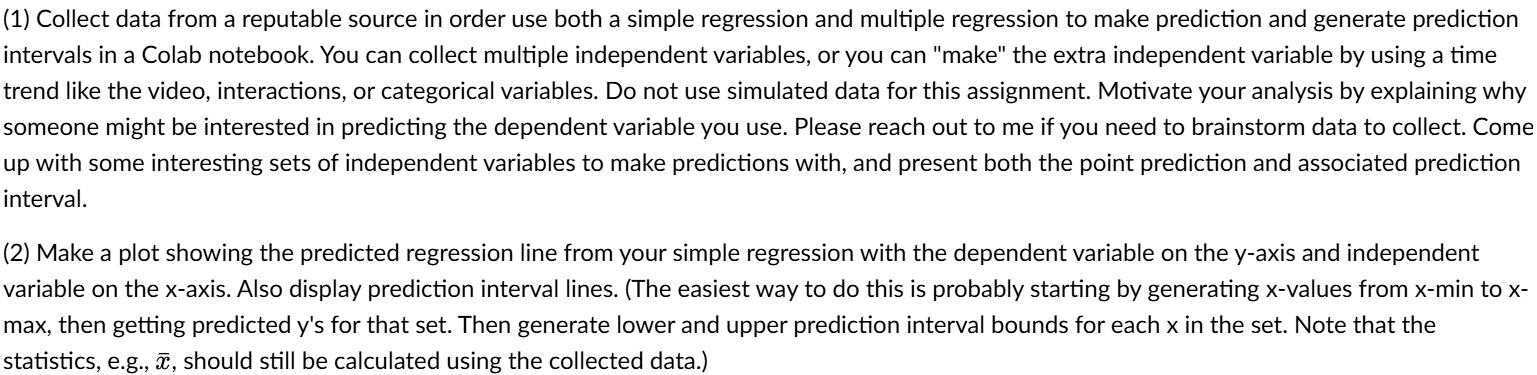 (1) Collect data from a reputable source in order use both a simple regression and multiple regression to make prediction and generate prediction
intervals in a Colab notebook. You can collect multiple independent variables, or you can "make" the extra independent variable by using a time
trend like the video, interactions, or categorical variables. Do not use simulated data for this assignment. Motivate your analysis by explaining why
someone might be interested in predicting the dependent variable you use. Please reach out to me if you need to brainstorm data to collect. Come
up with some interesting sets of independent variables to make predictions with, and present both the point prediction and associated prediction
interval.
(2) Make a plot showing the predicted regression line from your simple regression with the dependent variable on the y-axis and independent
variable on the x-axis. Also display prediction interval lines. (The easiest way to do this is probably starting by generating x-values from x-min to x-
max, then getting predicted y's for that set. Then generate lower and upper prediction interval bounds for each x in the set. Note that the
statistics, e.g., x̄, should still be calculated using the collected data.)